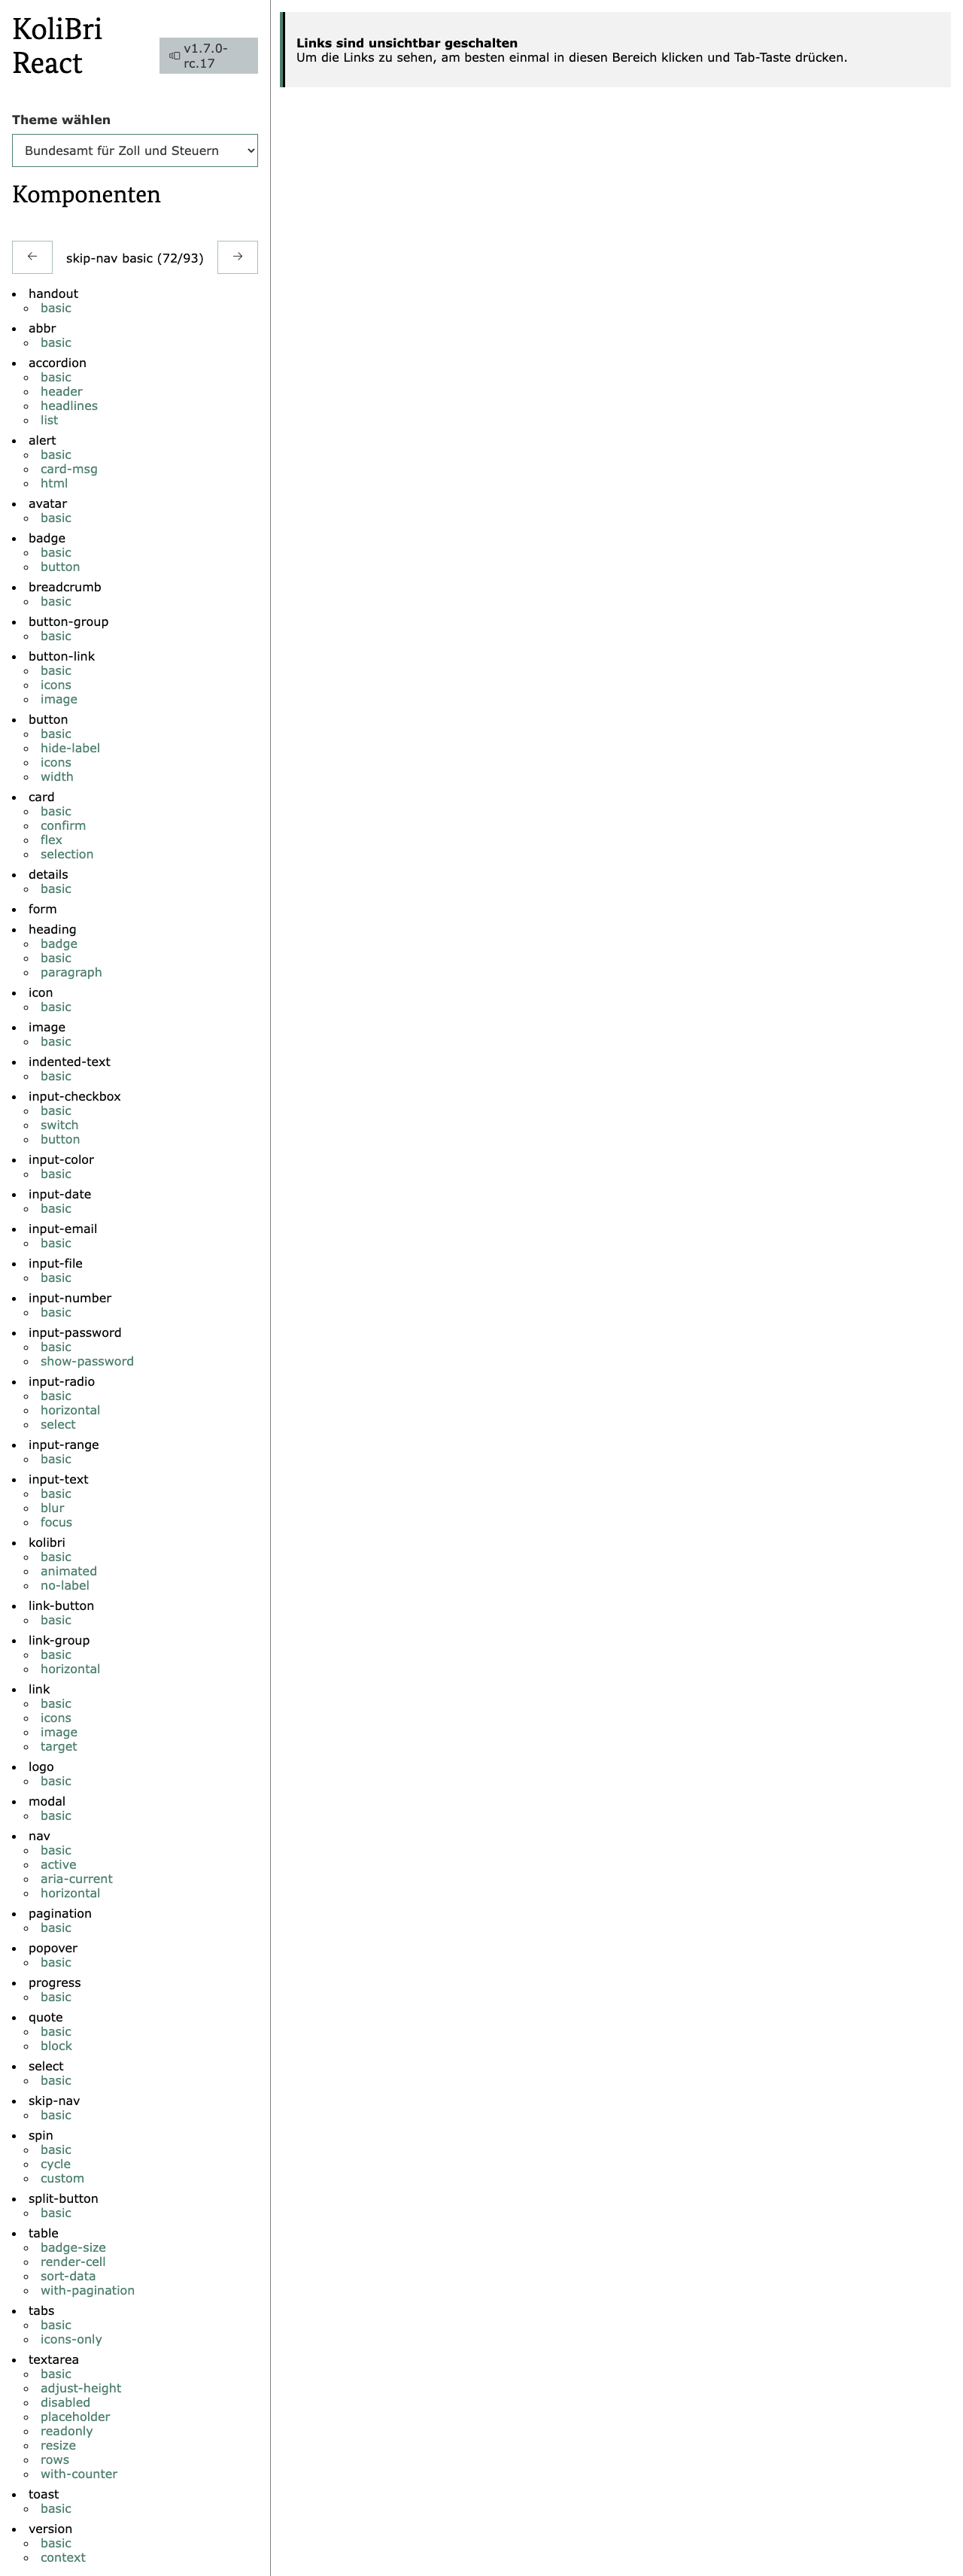 KoliBri
React
v1.7.0-
rc.17
Theme wählen
Bundesamt für Zoll und Steuern
Komponenten
← skip-nav basic (72/93) →
handout
basic
abbr
basic
accordion
basic
header
headlines
list
alert
basic
card-msg
html
avatar
basic
badge
basic
button
breadcrumb
basic
button-group
basic
button-link
basic
icons
image
button
basic
hide-label
icons
width
card
basic
confirm
flex
selection
details
basic
form
heading
badge
basic
paragraph
icon
basic
image
basic
indented-text
basic
input-checkbox
basic
switch
button
input-color
basic
input-date
basic
input-email
basic
input-file
basic
input-number
basic
input-password
basic
show-password
input-radio
basic
horizontal
select
input-range
basic
input-text
basic
blur
focus
kolibri
basic
animated
no-label
link-button
basic
link-group
basic
horizontal
link
basic
icons
image
target
logo
basic
modal
basic
nav
basic
active
aria-current
horizontal
pagination
basic
popover
basic
progress
basic
quote
basic
block
select
basic
skip-nav
basic
spin
basic
cycle
custom
split-button
basic
table
badge-size
render-cell
sort-data
with-pagination
tabs
basic
icons-only
textarea
basic
adjust-height
disabled
placeholder
readonly
resize
rows
with-counter
toast
basic
version
basic
context
Links sind unsichtbar geschalten
Um die Links zu sehen, am besten einmal in diesen Bereich klicken und Tab-Taste drücken.